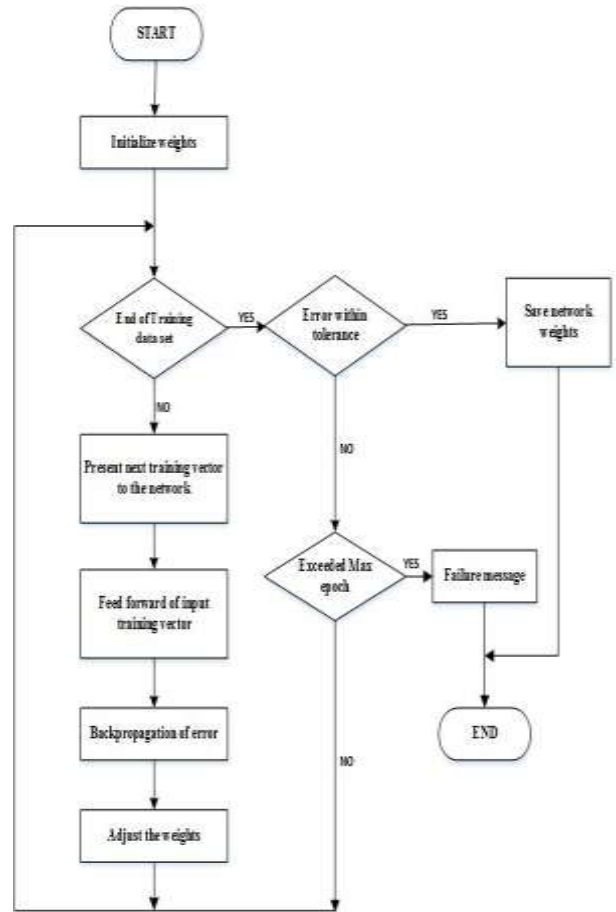 START
Initialize weights
End of Training
data set
YES
Error within
tolerance
YES
Save network
weights
NO
Present next training vector
to the network
NO
Exceeded Max
epoch
YES
Failure message
Feed forward of input
training vector
Backpropagation of error
END
NO
Adjust the weights